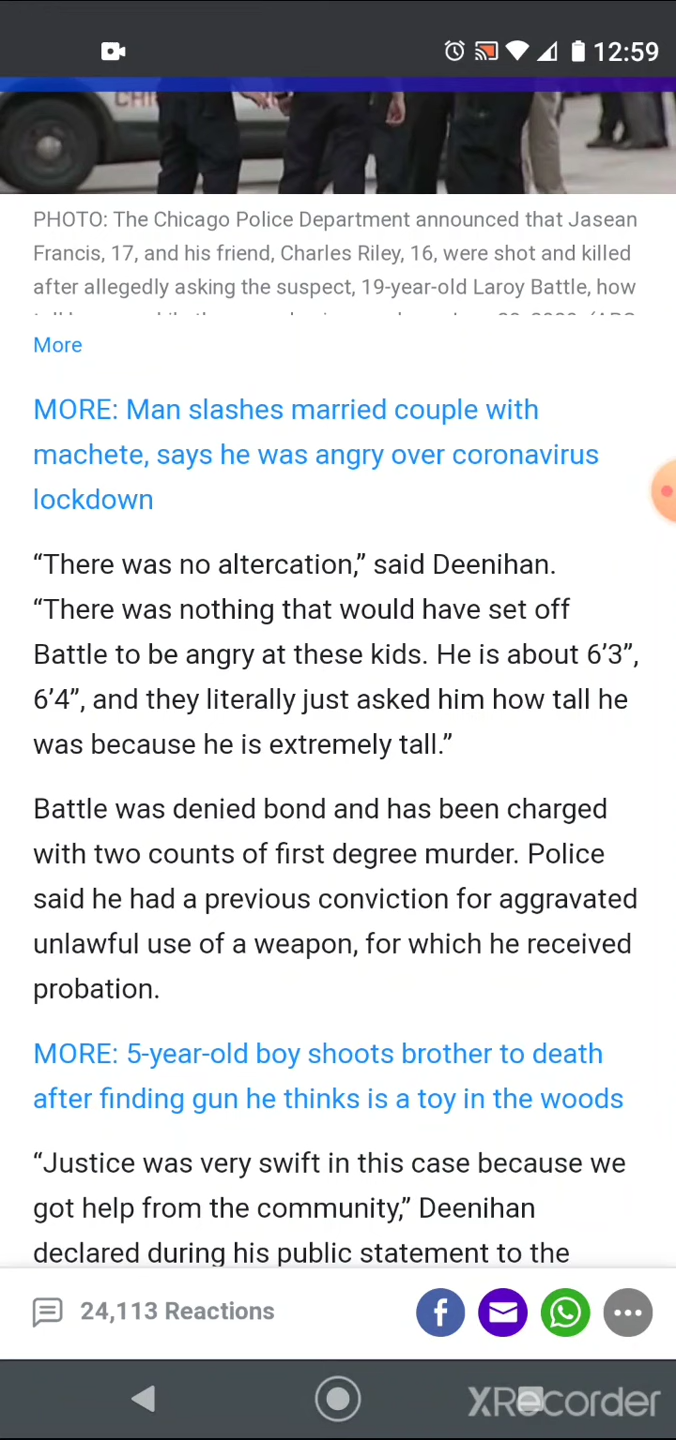 12:59
CHI
PHOTO: The Chicago Police Department announced that Jasean
Francis, 17, and his friend, Charles Riley, 16, were shot and killed
after allegedly asking the suspect, 19-year-old Laroy Battle, how
More
MORE: Man slashes married couple with
machete, says he was angry over coronavirus
lockdown
“There was no altercation,” said Deenihan.
“There was nothing that would have set off
Battle to be angry at these kids. He is about 6’3”,
6’4”, and they literally just asked him how tall he
was because he is extremely tall.”
Battle was denied bond and has been charged
with two counts of first degree murder. Police
said he had a previous conviction for aggravated
unlawful use of a weapon, for which he received
probation.
MORE: 5-year-old boy shoots brother to death
after finding gun he thinks is a toy in the woods
“Justice was very swift in this case because we
got help from the community,” Deenihan
declared during his public statement to the
24,113 Reactions
XRecorder